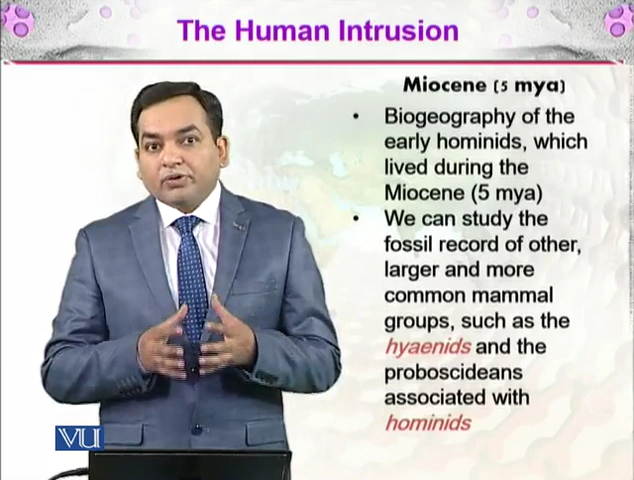 The Human Intrusion
Miocene (5 mya)
• Biogeography of the
early hominids, which
lived during the
Miocene (5 mya)
• We can study the
fossil record of other,
larger and more
common mammal
groups, such as the
hyaenids and the
proboscideans
associated with
hominids
VU